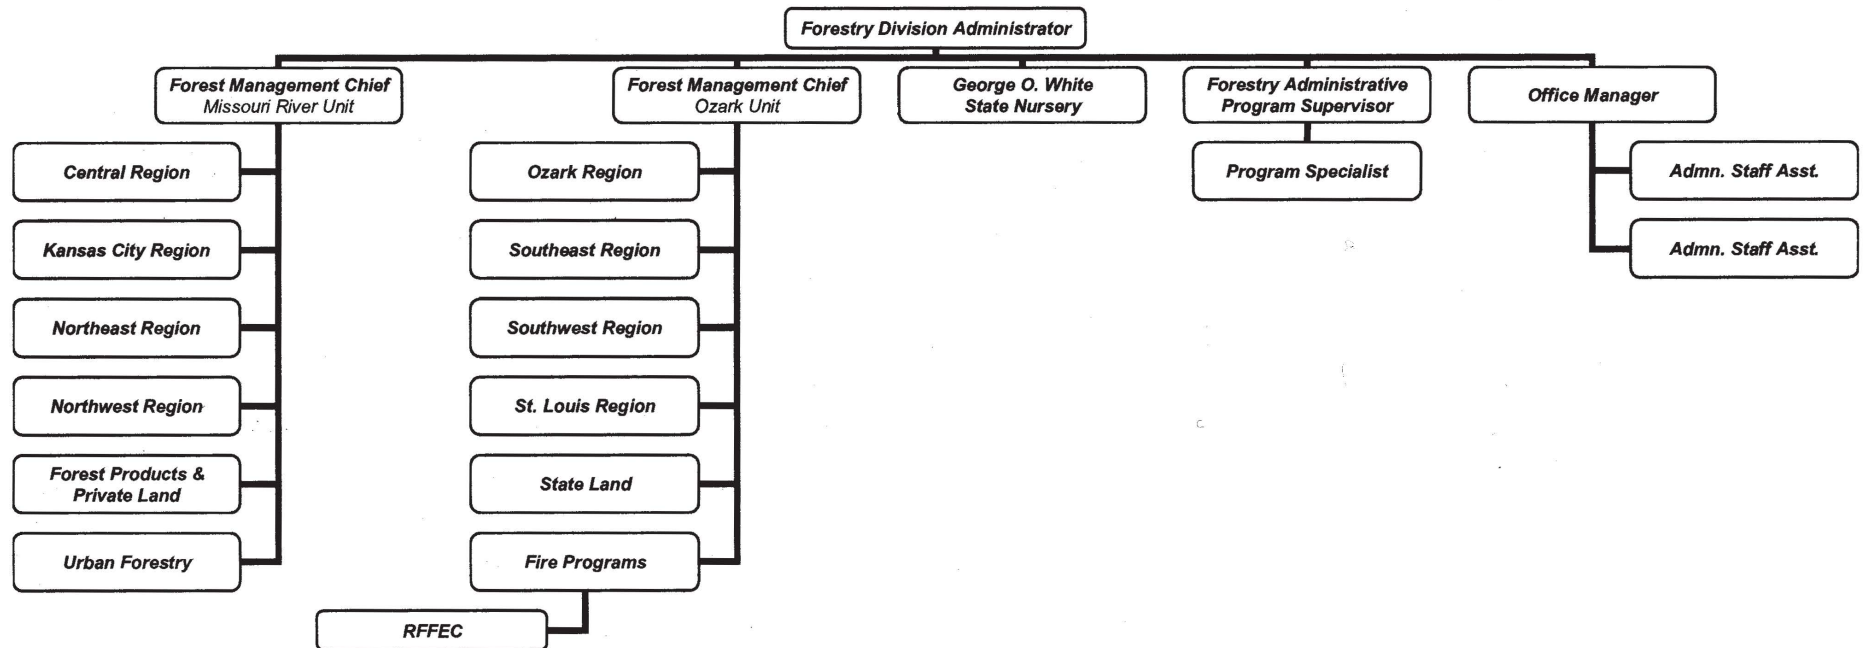 Forestry Division Administrator
Forest Management Chief
Missouri River Unit
Forest Management Chief
Ozark Unit
George O. White
State Nursery
Forestry Administrative
Program Supervisor
Office Manager
Central Region
Kansas City Region
Northeast Region
Northwest Region
Forest Products &
Private Land
Urban Forestry
Ozark Region
Southeast Region
Southwest Region
St. Louis Region
State Land
Fire Programs
RFFEC
Program Specialist
Admn. Staff Asst.
Admn. Staff Asst.